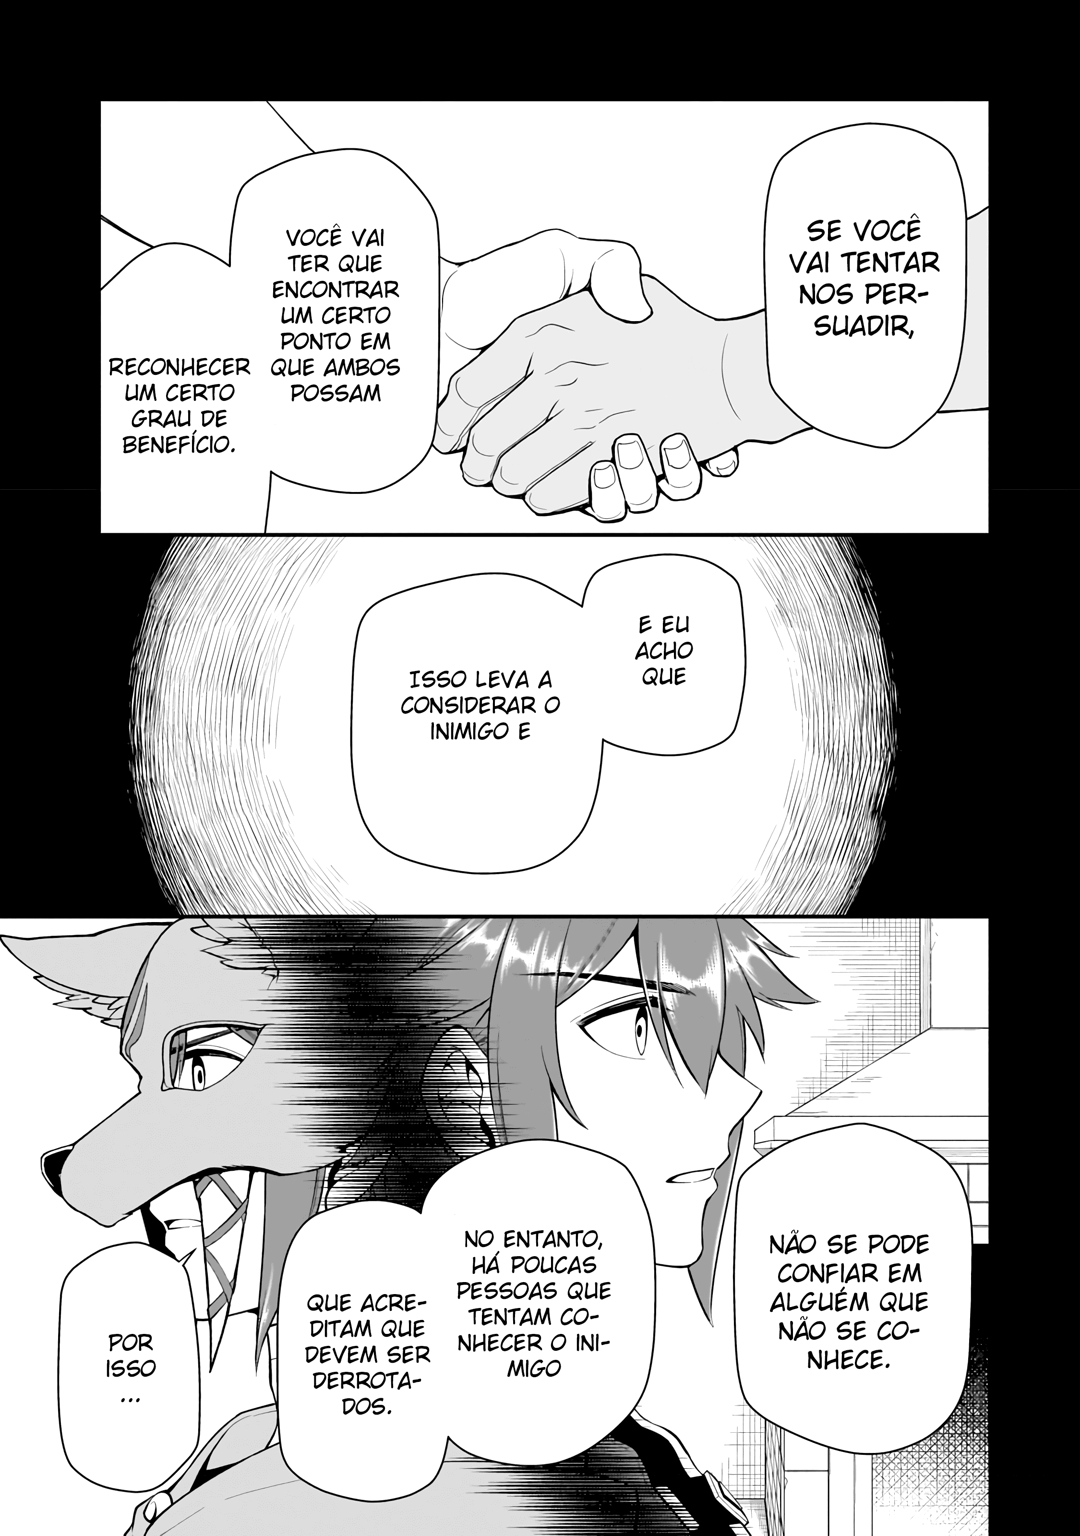 SE VOCÊ
VAI TENTAR
NOS PER-
SUADIR,
VOCÊ VAI
TER QUE
ENCONTRAR
UM CERTO
PONTO EM
QUE AMBOS
POSSAM
RECONHECER
UM CERTO
GRAU DE
BENEFÍCIO.
E EU
ACHO
QUE
ISSO LEVA A
CONSIDERAR O
INIMIGO E
NÃO SE PODE
CONFIAR EM
ALGUÉM QUE
NÃO SE CO-
NHECE.
NO ENTANTO,
HÁ POUCAS
PESSOAS QUE
TENTAM CO-
NHECER O INI-
MIGO
QUE ACRE-
DITAM QUE
DEVEM SER
DERROTA-
DOS.
POR
ISSO
...